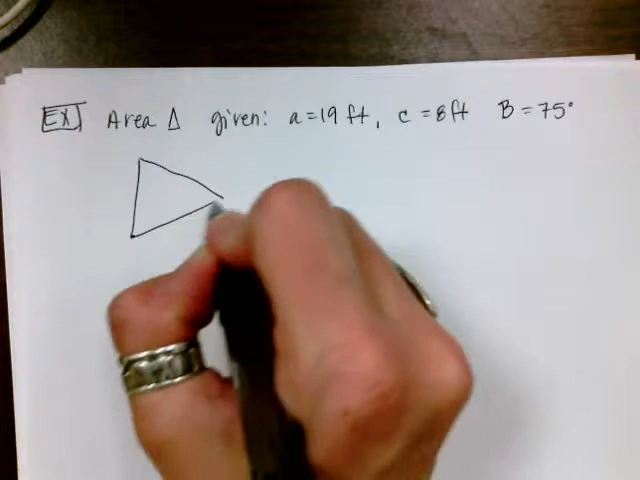 EX Area Δ given: a=19 ft, c=8ft B=75°